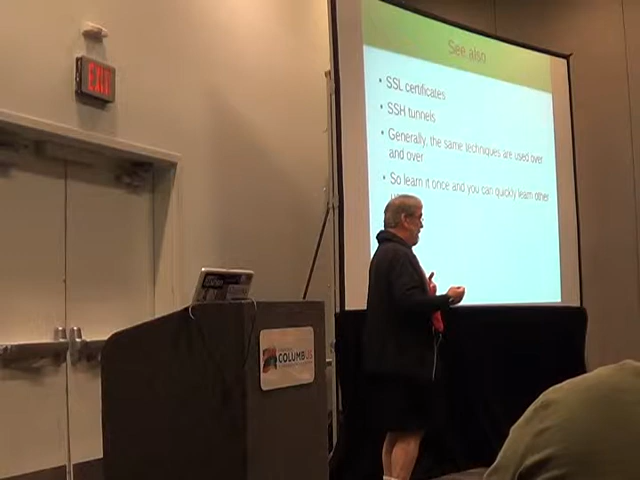 EXIT
See also
• SSL certificates
• SSH tunnels
• Generally, the same techniques are used over
and over
• So learn it once and you can quickly learn other
COLUMBUS